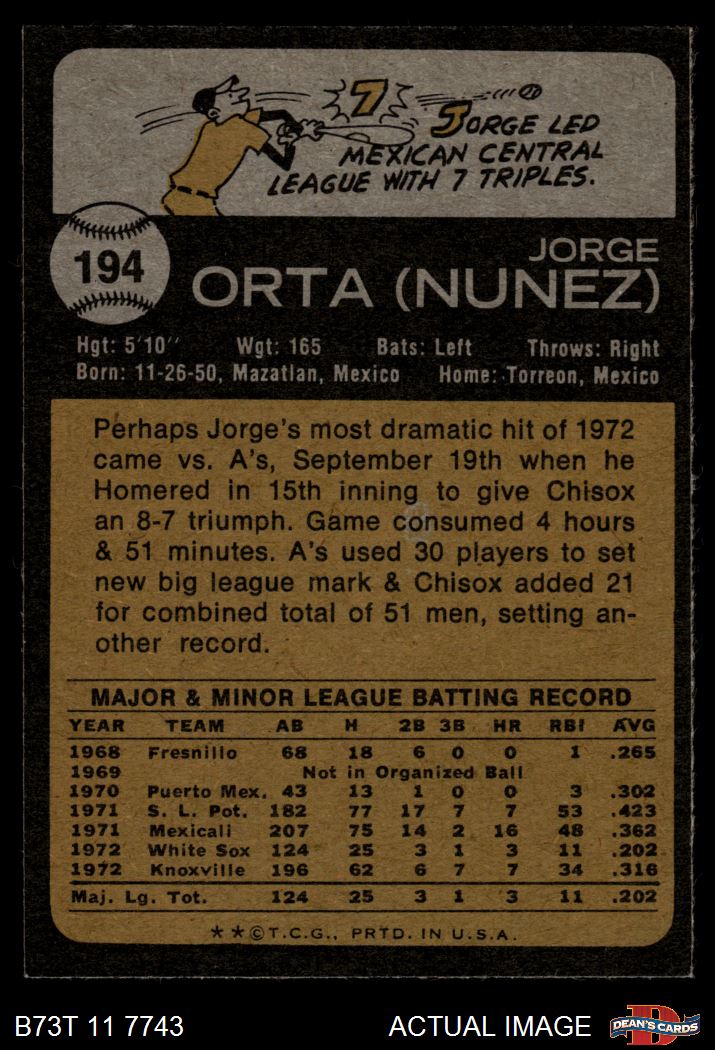 7
JORGE LED
MEXICAN CENTRAL
LEAGUE WITH 7 TRIPLES.
194
JORGE
ORTA (NUNEZ)
Hgt: 5'10" Wgt: 165 Bats: Left Throws: Right
Born: 11-26-50, Mazatlan, Mexico Home: Torreon, Mexico
Perhaps Jorge's most dramatic hit of 1972
came vs. A's, September 19th when he
Homered in 15th inning to give Chisox
an 8-7 triumph. Game consumed 4 hours
& 51 minutes. A's used 30 players to set
new big league mark & Chisox added 21
for combined total of 51 men, setting an-
other record.
MAJOR & MINOR LEAGUE BATTING RECORD
YEAR TEAM AB H 2B 3B HR RBI AVG
1968 Fresnillo 68 18 6 0 0 1 .265
1969 Not in Organized Ball
1970 Puerto Mex. 43 13 1 0 0 3 .302
1971 S. L. Pot. 182 77 17 7 7 53 .423
1971 Mexicali 207 75 14 2 16 48 .362
1972 White Sox 124 25 3 1 3 11 .202
1972 Knoxville 196 62 6 7 7 34 .316
Maj. Lg. Tot. 124 25 3 1 3 11 .202
**©T.C.G., PRTD. IN U.S.A.
B73T 11 7743 ACTUAL IMAGE DEAN'S CARDS